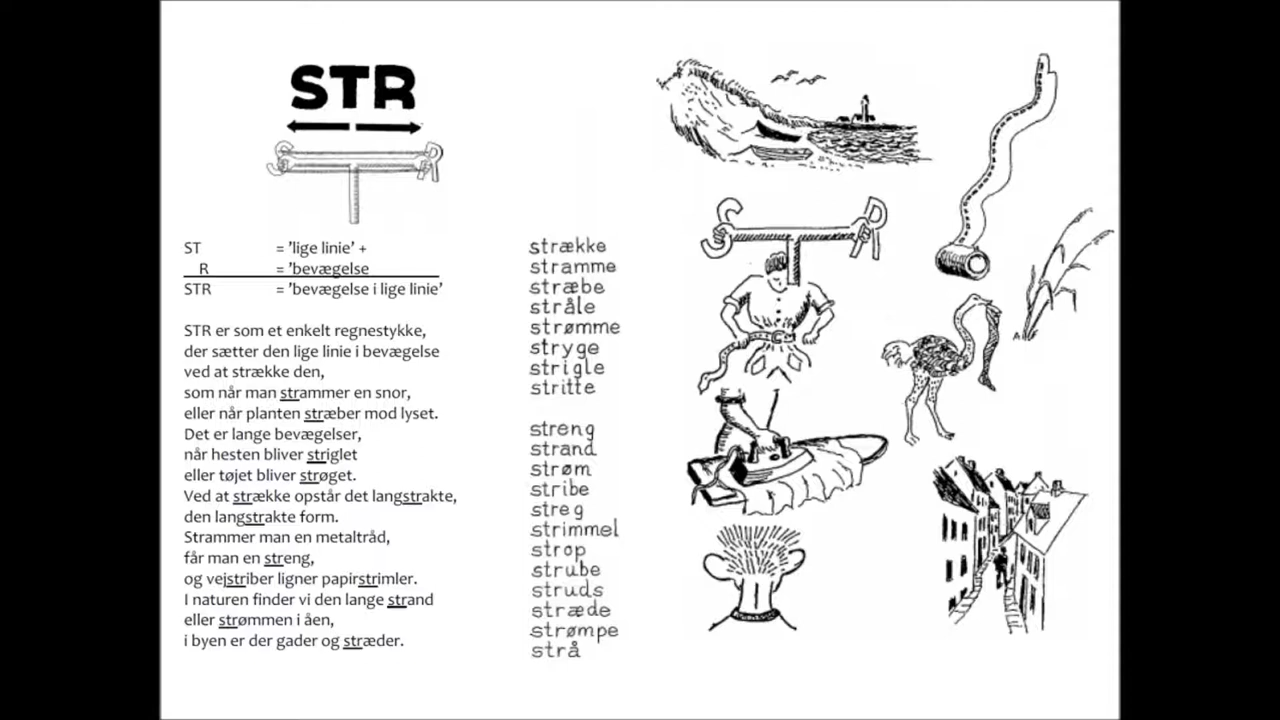 STR
ST = 'lige linie' +
R = 'bevægelse
STR = 'bevægelse i lige linie'
STR er som et enkelt regnestykke,
der sætter den lige linie i bevægelse
ved at strække den,
som når man strammer en snor,
eller når planten stræber mod lyset.
Det er lange bevægelser,
når hesten bliver striglet
eller tøjet bliver strøget.
Ved at strække opstår det langstrakte,
den langstrakte form.
Strammer man en metaltråd,
får man en streng,
og vejstriber ligner papirstrimler.
I naturen finder vi den lange strand
eller strømmen i åen,
i byen er der gader og stræder.
strække
stramme
stræbe
stråle
strømme
stryge
strigle
stritte
streng
strand
strøm
stribe
streg
strimmel
strop
strube
struds
stræde
strømpe
strå